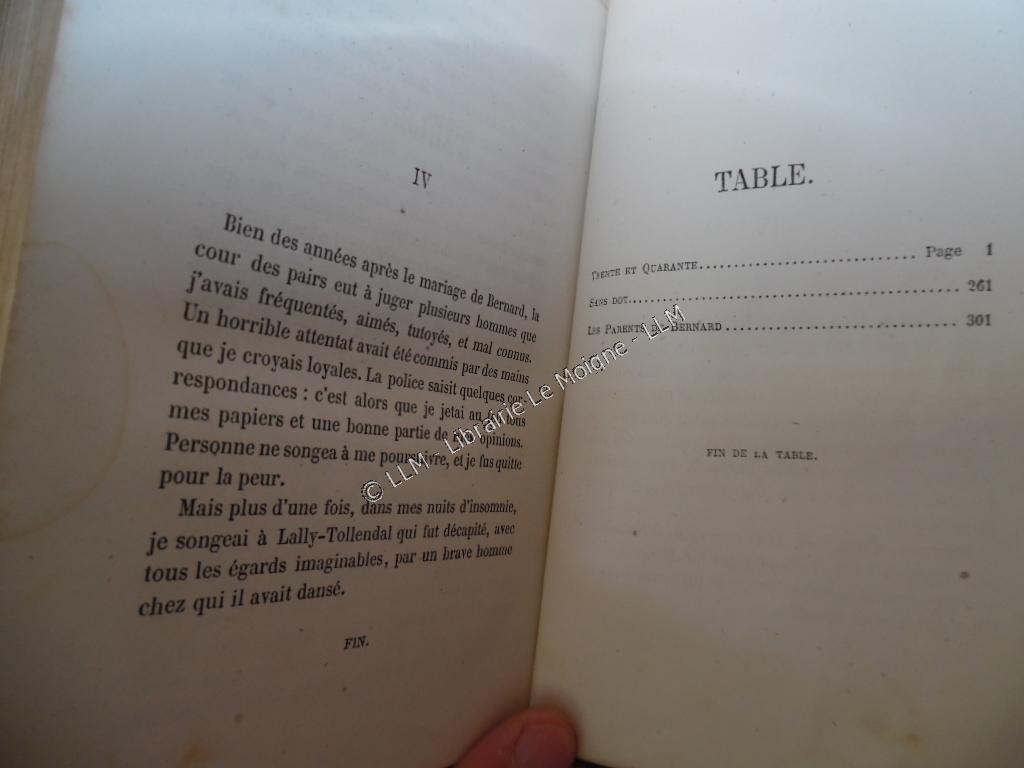 IV
Bien des années après le mariage de Bernard, la
cour des pairs eut à juger plusieurs hommes que
j'avais fréquentés, aimés, tutoyés, et mal connus.
Un horrible attentat avait été commis par des mains
que je croyais loyales. La police saisit quelques cor-
respondances : c'est alors que je jetai au feu tous
mes papiers et une bonne partie de mes opinions.
Personne ne songea à me poursuivre, et je fus quitte
pour la peur.
Mais plus d'une fois, dans mes nuits d'insomnie,
je songeai à Lally-Tollendal qui fut décapité, avec
tous les égards imaginables, par un brave homme
chez qui il avait dansé.
FIN.
TABLE.
TRENTE ET QUARANTE.................................. Page 1
SANS DOT.................................................. 261
LES PARENTS DE BERNARD.................................. 301
FIN DE LA TABLE.
© LLM - Librairie Le Moigne - LLM